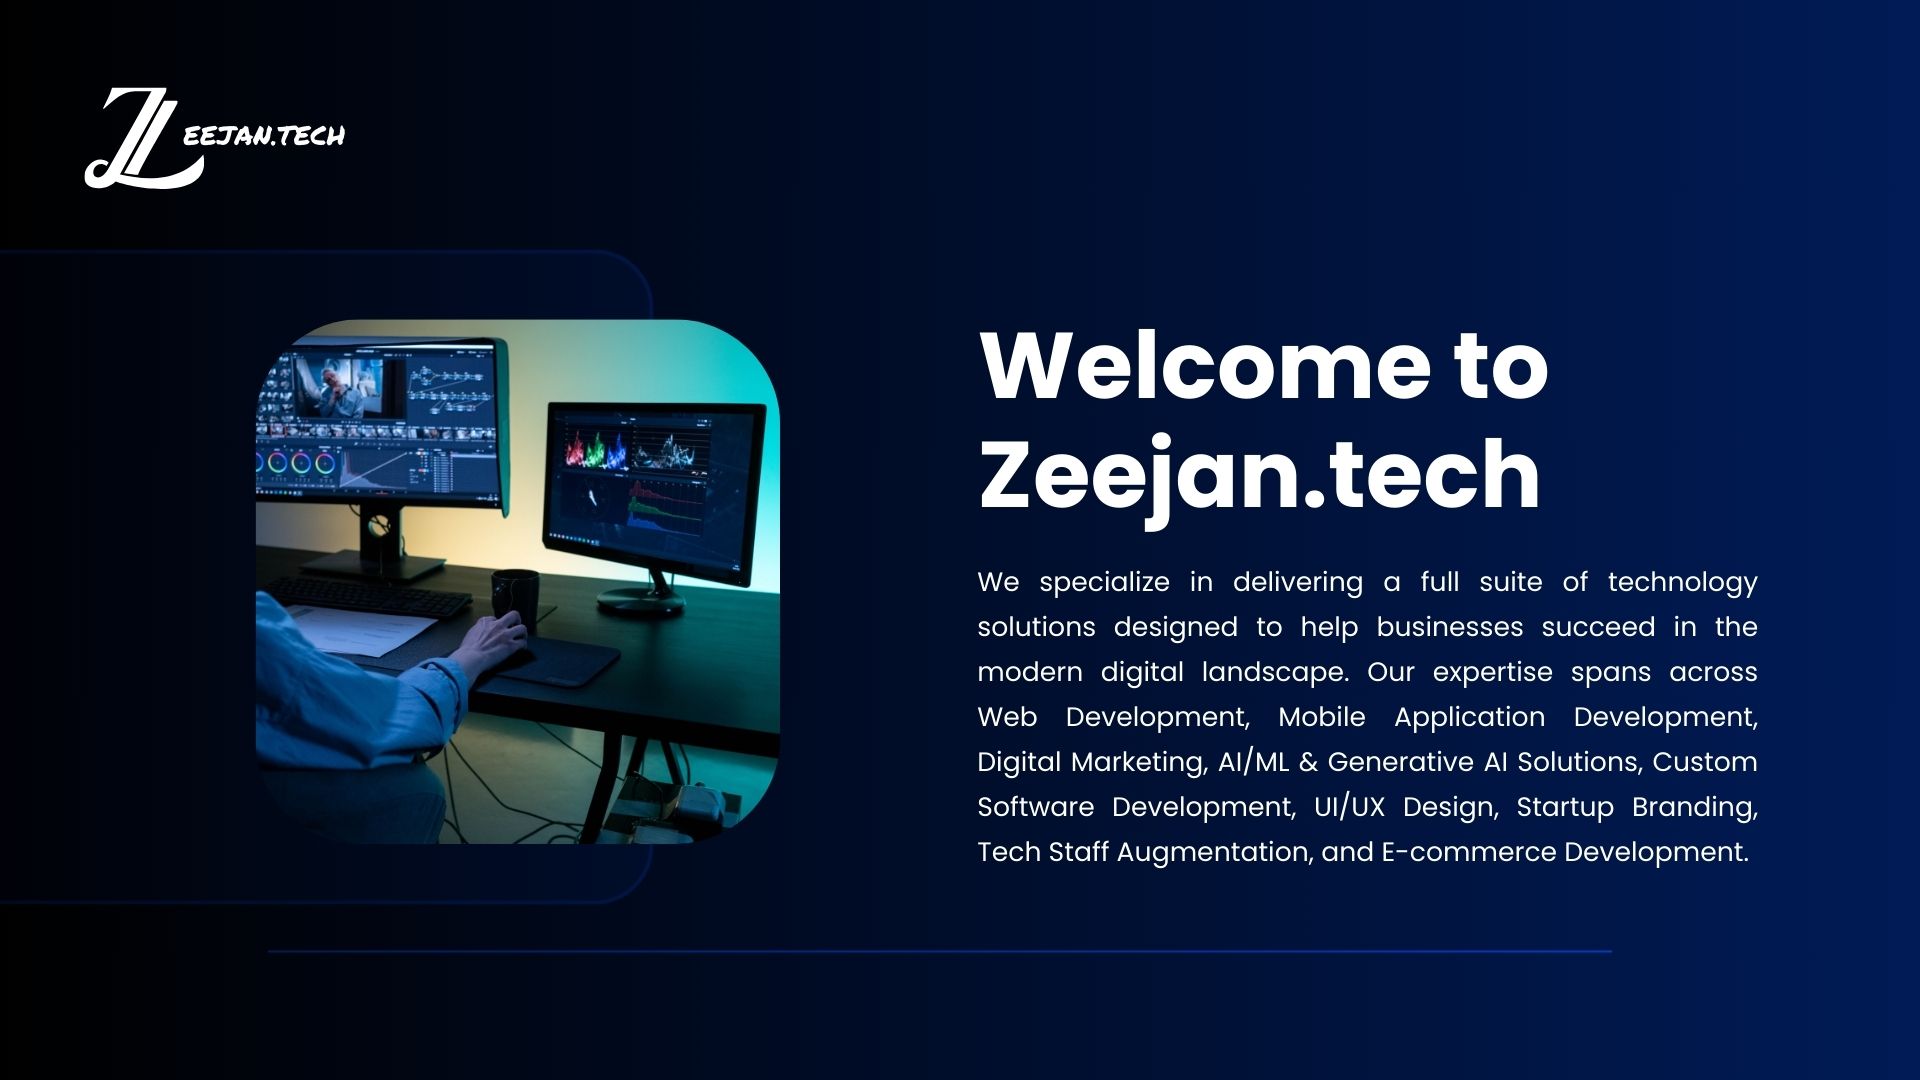 ZEEJAN.TECH
Welcome to
Zeejan.tech
We specialize in delivering a full suite of technology
solutions designed to help businesses succeed in the
modern digital landscape. Our expertise spans across
Web Development, Mobile Application Development,
Digital Marketing, AI/ML & Generative AI Solutions, Custom
Software Development, UI/UX Design, Startup Branding,
Tech Staff Augmentation, and E-commerce Development.